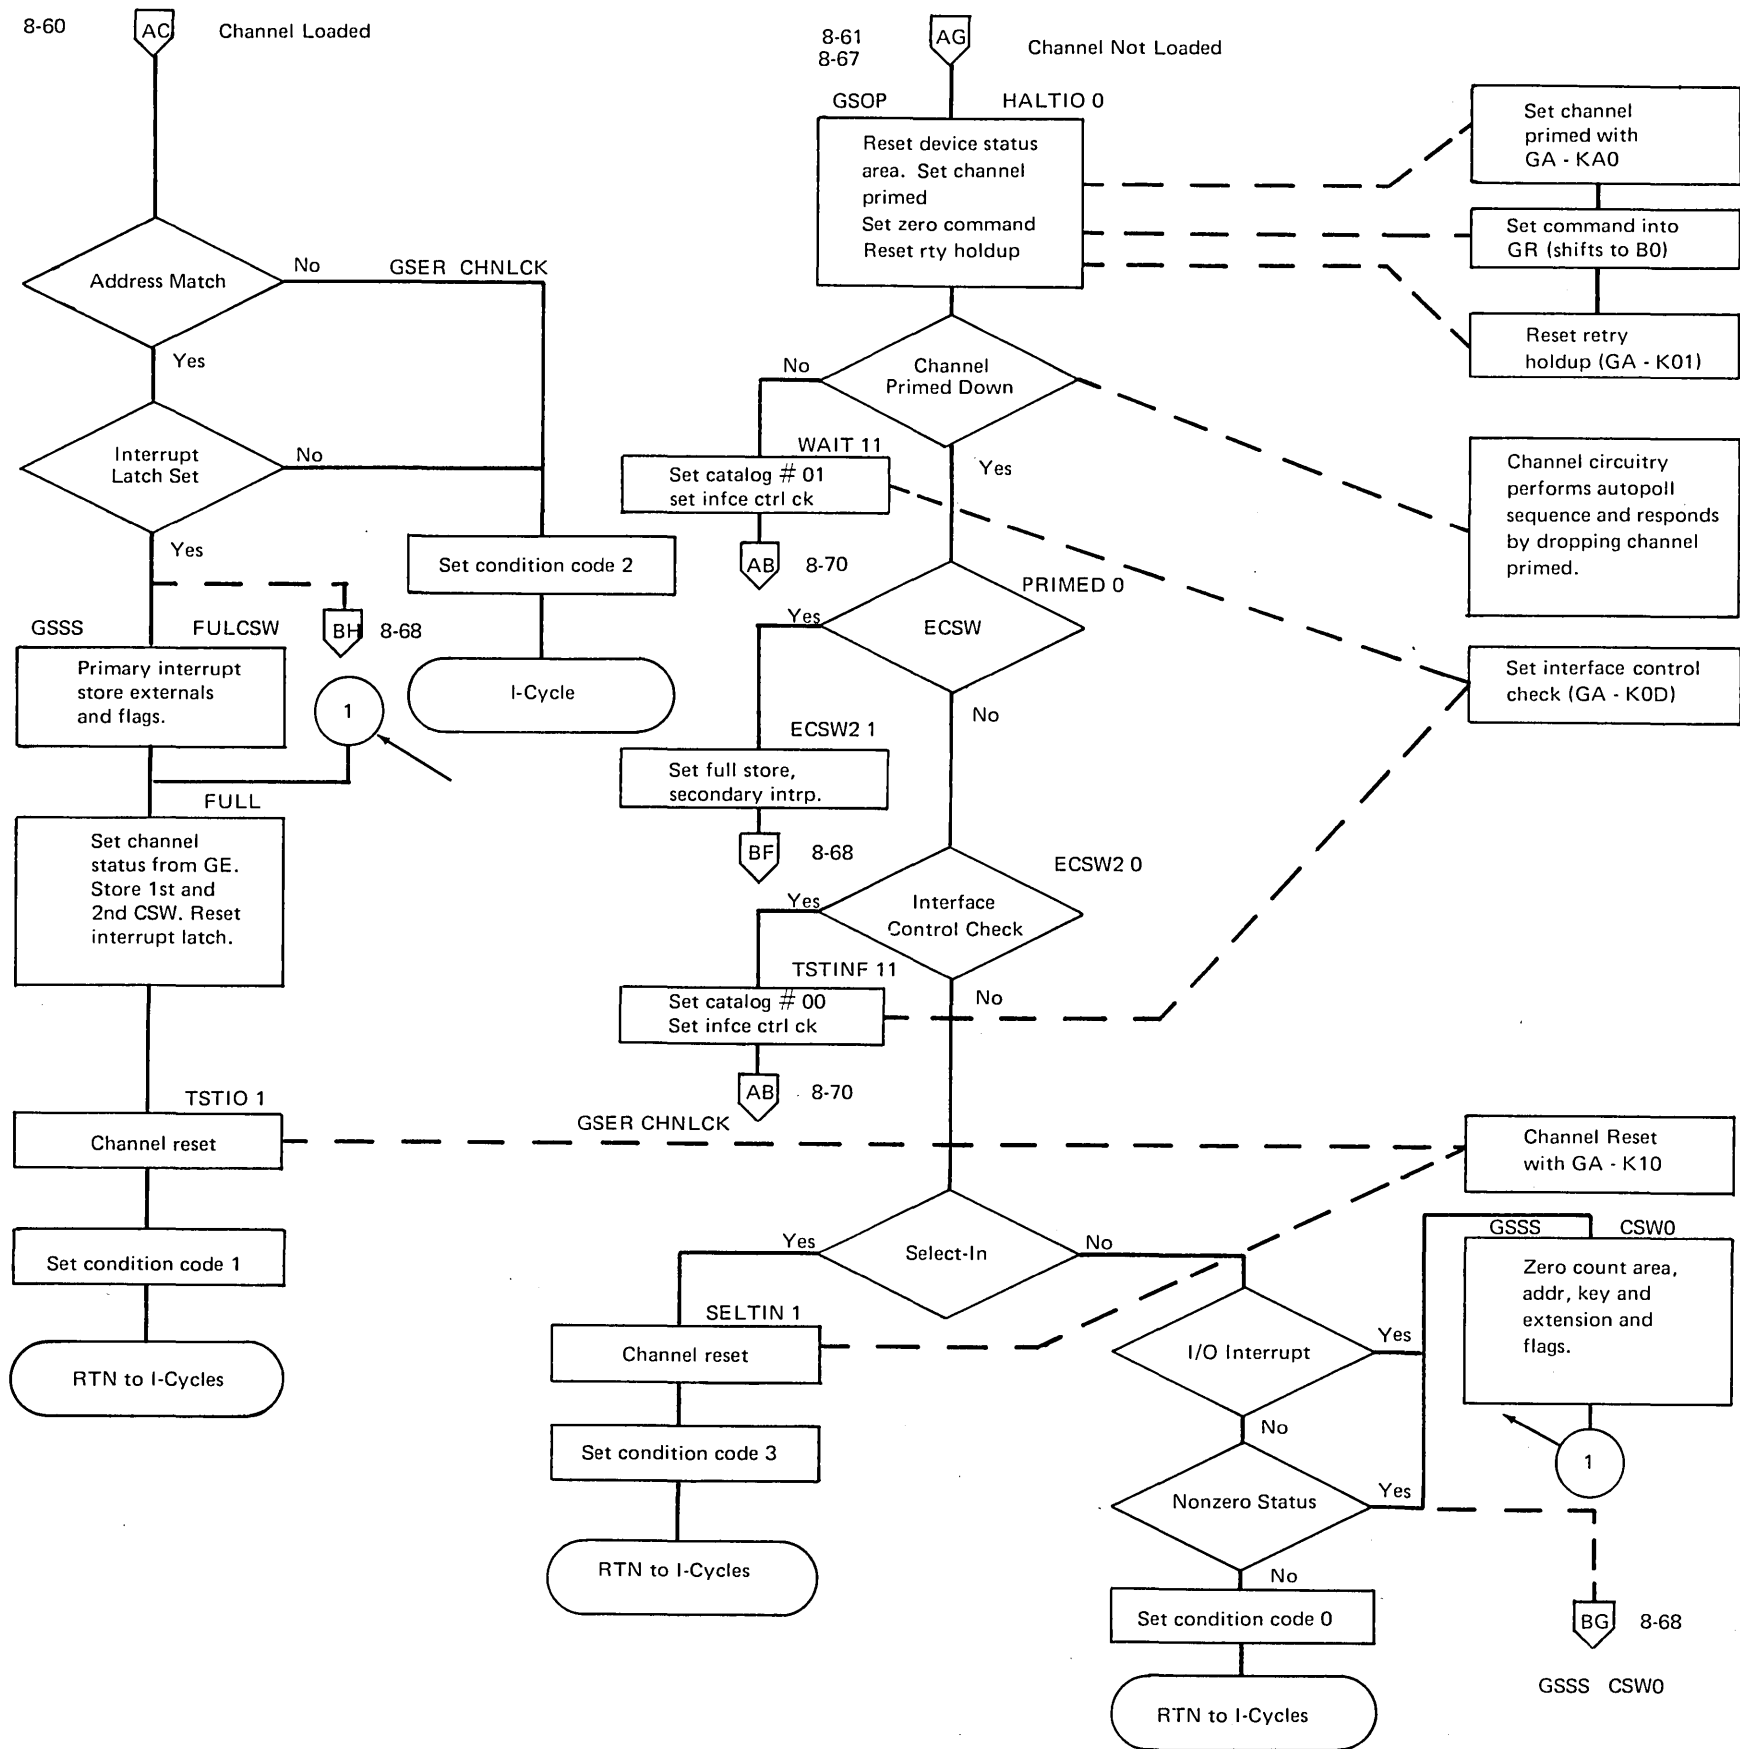 8-60
AC
Channel Loaded
Address Match
No
GSER CHNLCK
Yes
Interrupt
Latch Set
No
Yes
Set condition code 2
I-Cycle
BH
8-68
GSSS
FULCSW
Primary interrupt
store externals
and flags.
1
FULL
Set channel
status from GE.
Store 1st and
2nd CSW. Reset
interrupt latch.
TSTIO 1
Channel reset
Set condition code 1
RTN to I-Cycles
8-61
8-67
AG
Channel Not Loaded
GSOP
HALTIO 0
Reset device status
area. Set channel
primed
Set zero command
Reset rty holdup
Set channel
primed with
GA - KA0
Set command into
GR (shifts to B0)
Reset retry
holdup (GA - K01)
Channel
Primed Down
No
Yes
WAIT 11
Set catalog # 01
set infce ctrl ck
AB
8-70
Channel circuitry
performs autopoll
sequence and responds
by dropping channel
primed.
PRIMED 0
ECSW
Yes
No
ECSW2 1
Set full store,
secondary intrp.
BF
8-68
Set interface control
check (GA - K0D)
ECSW2 0
Interface
Control Check
Yes
No
TSTINF 11
Set catalog # 00
Set infce ctrl ck
AB
8-70
GSER CHNLCK
Channel Reset
with GA - K10
Select-In
Yes
No
SELTIN 1
Channel reset
Set condition code 3
RTN to I-Cycles
I/O Interrupt
Yes
No
GSSS
CSW0
Zero count area,
addr, key and
extension and
flags.
1
Nonzero Status
Yes
No
Set condition code 0
RTN to I-Cycles
BG
8-68
GSSS CSW0